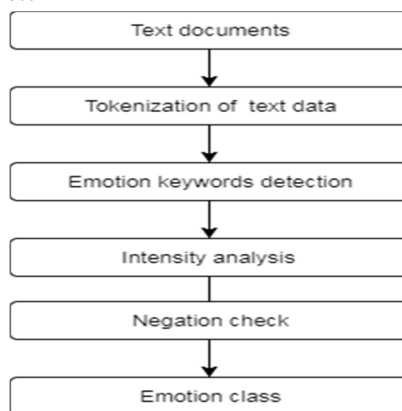 Text documents
Tokenization of text data
Emotion keywords detection
Intensity analysis
Negation check
Emotion class